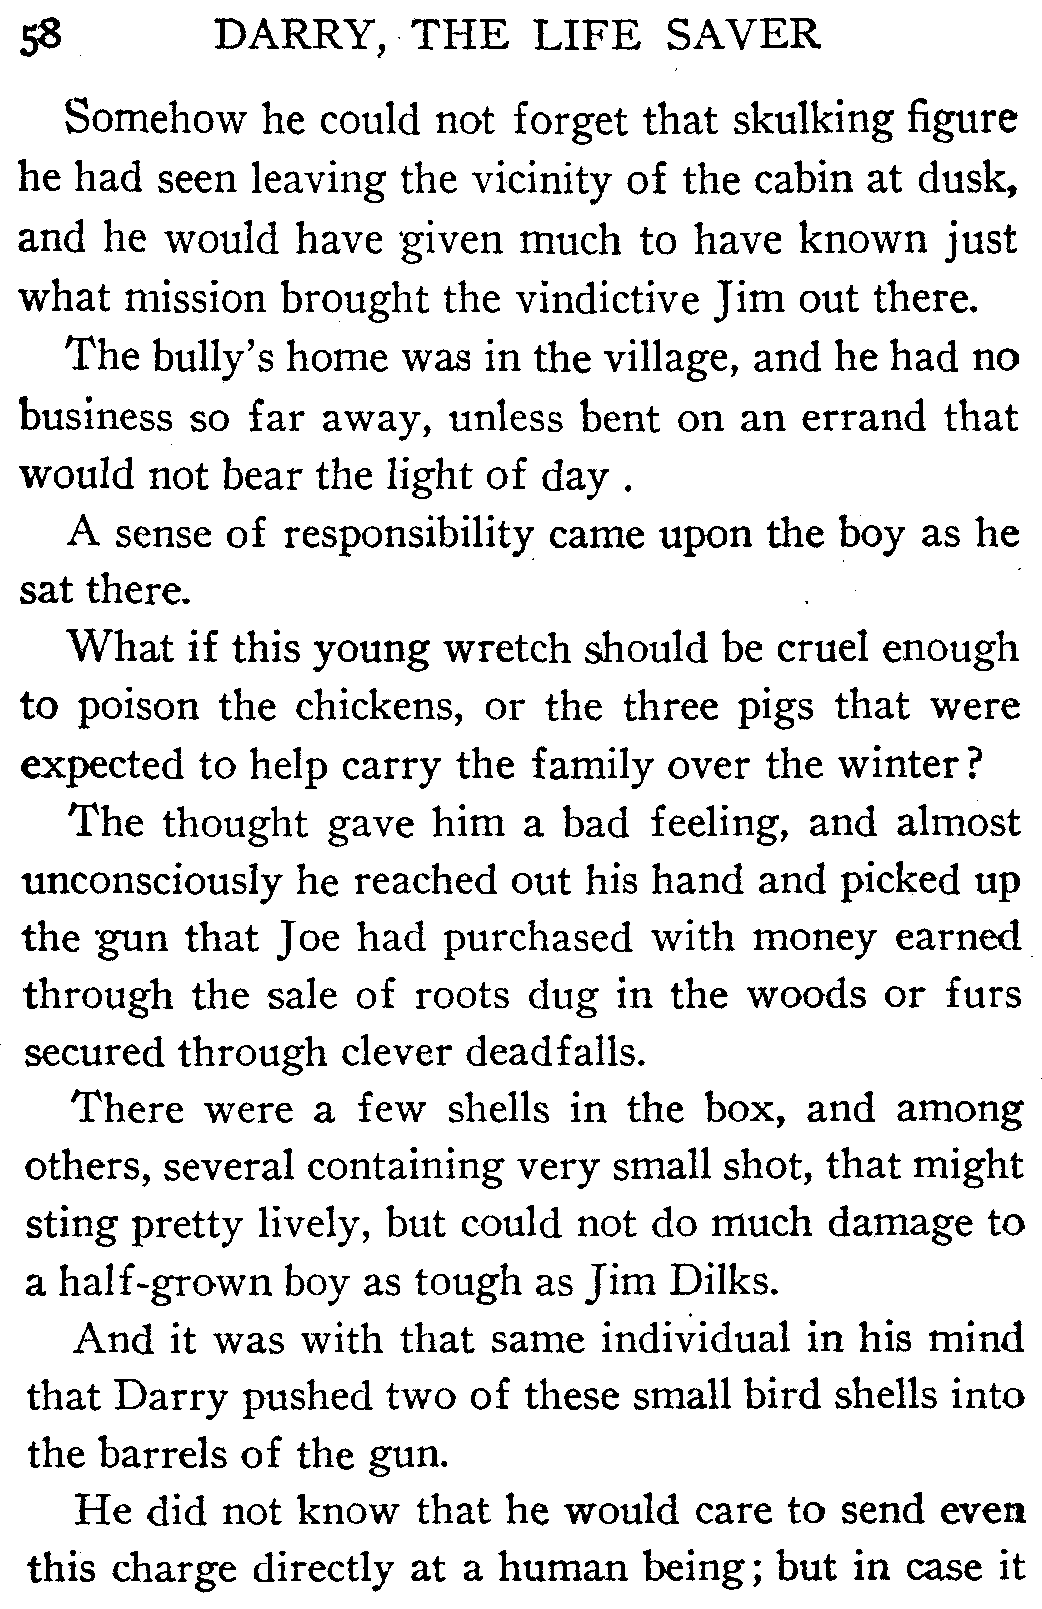 58 DARRY, THE LIFE SAVER
Somehow he could not forget that skulking figure
he had seen leaving the vicinity of the cabin at dusk,
and he would have given much to have known just
what mission brought the vindictive Jim out there.
The bully's home was in the village, and he had no
business so far away, unless bent on an errand that
would not bear the light of day .
A sense of responsibility came upon the boy as he
sat there.
What if this young wretch should be cruel enough
to poison the chickens, or the three pigs that were
expected to help carry the family over the winter?
The thought gave him a bad feeling, and almost
unconsciously he reached out his hand and picked up
the gun that Joe had purchased with money earned
through the sale of roots dug in the woods or furs
secured through clever deadfalls.
There were a few shells in the box, and among
others, several containing very small shot, that might
sting pretty lively, but could not do much damage to
a half-grown boy as tough as Jim Dilks.
And it was with that same individual in his mind
that Darry pushed two of these small bird shells into
the barrels of the gun.
He did not know that he would care to send even
this charge directly at a human being; but in case it